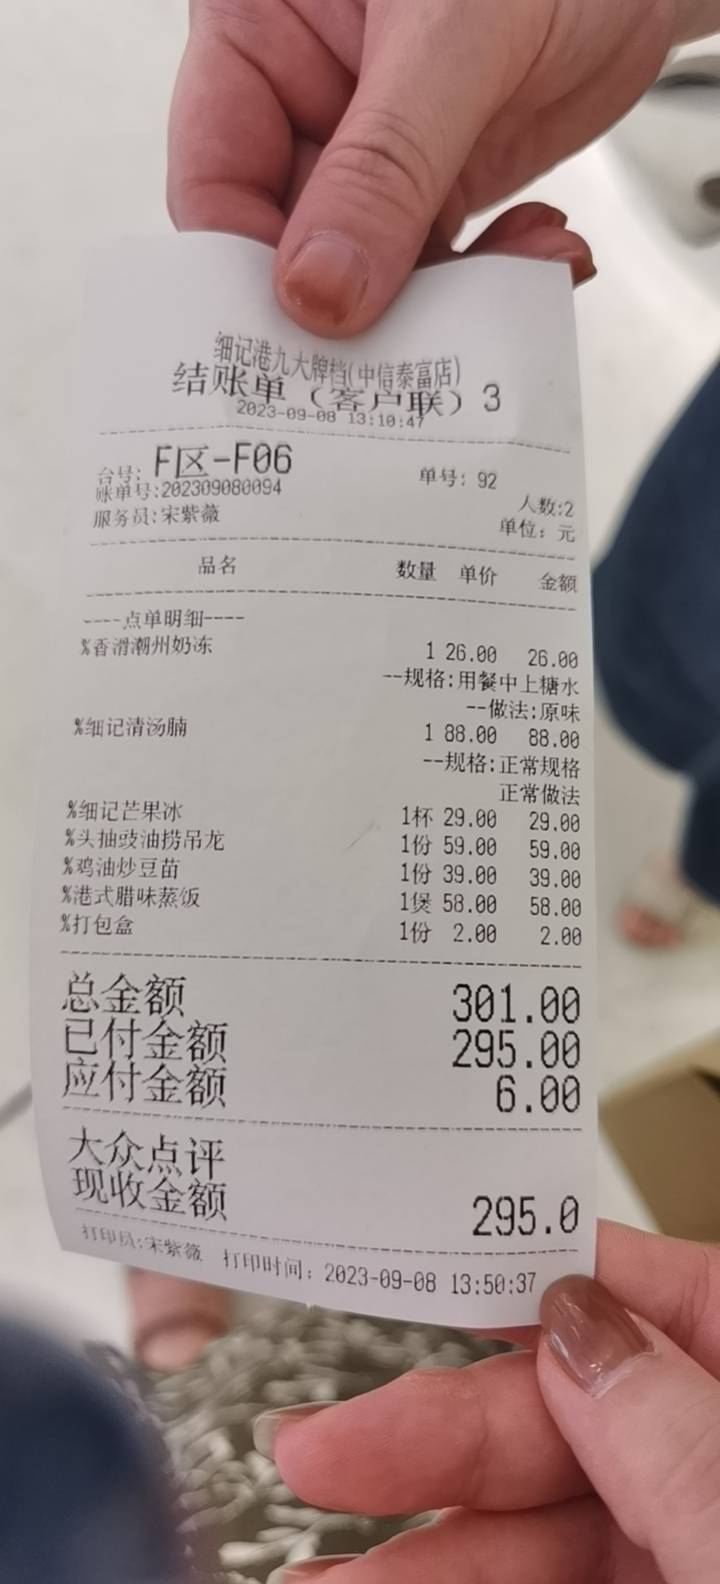 细记港九大牌档(中信泰富店)
结账单（客户联）3
2023-09-08 13:10:47
台号: F区-F06 单号: 92
账单号:202309080094 人数:2
服务员:宋紫薇 单位: 元
品名 数量 单价 金额
----点单明细----
%香滑潮州奶冻 1 26.00 26.00
--规格:用餐中上糖水
--做法:原味
%细记清汤腩 1 88.00 88.00
--规格:正常规格
正常做法
%细记芒果冰 1杯 29.00 29.00
%头抽豉油捞吊龙 1份 59.00 59.00
%鸡油炒豆苗 1份 39.00 39.00
%港式腊味蒸饭 1煲 58.00 58.00
%打包盒 1份 2.00 2.00
总金额 301.00
已付金额 295.00
应付金额 6.00
大众点评
现收金额 295.0
打印员:宋紫薇 打印时间: 2023-09-08 13:50:37